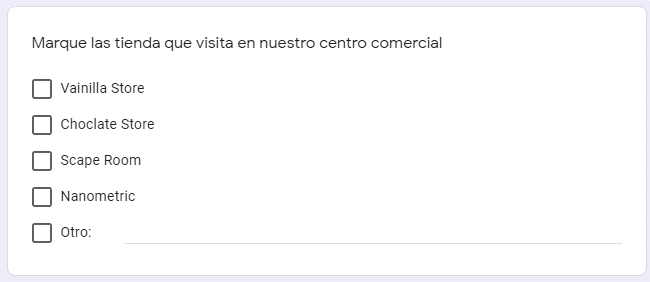 Marque las tienda que visita en nuestro centro comercial
Vainilla Store
Choclate Store
Scape Room
Nanometric
Otro: